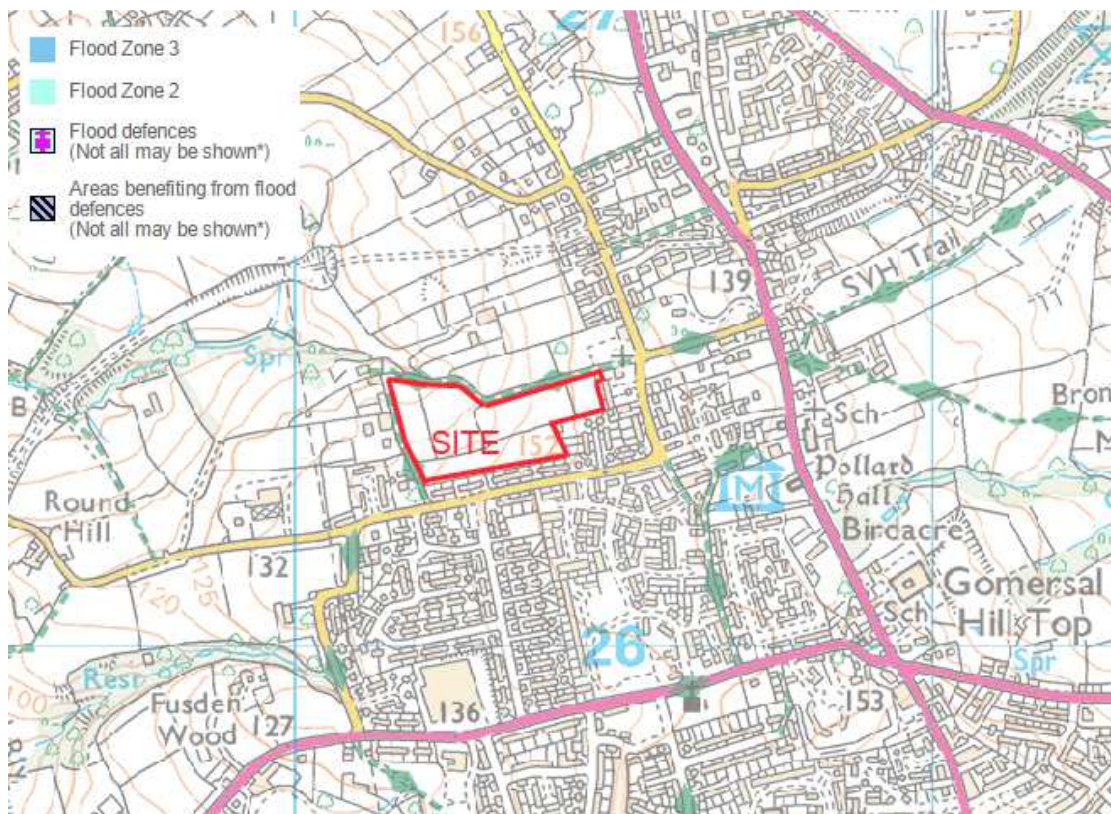 Flood Zone 3
Flood Zone 2
Flood defences
(Not all may be shown*)
Areas benefiting from flood
defences
(Not all may be shown*)
156
27
139
SVH Trail
Spr
B
SITE
152
Sch
Bron
Pollard
Hall
Birdacre
M
Round
Hill
132
125
120
Sch
Gomersal
Hill Top
26
Spr
Resr
100
Fusden
Wood
127
136
153